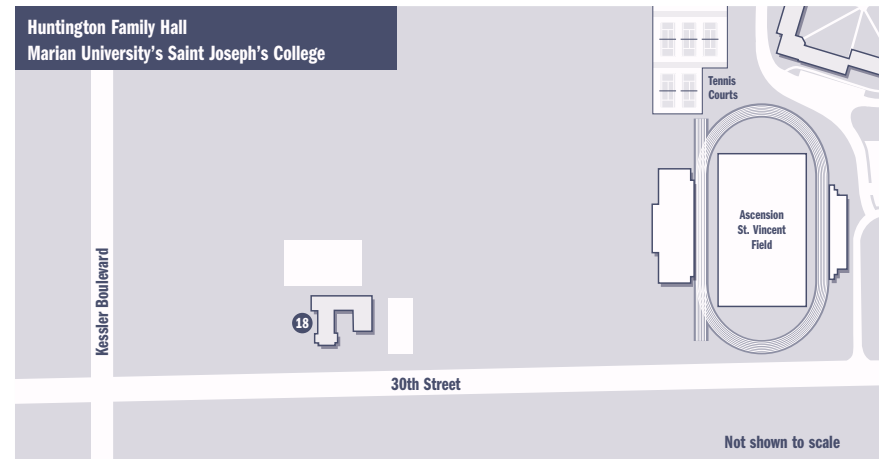 Huntington Family Hall
Marian University's Saint Joseph's College
Tennis
Courts
Ascension
St. Vincent
Field
Kessler Boulevard
18
30th Street
Not shown to scale